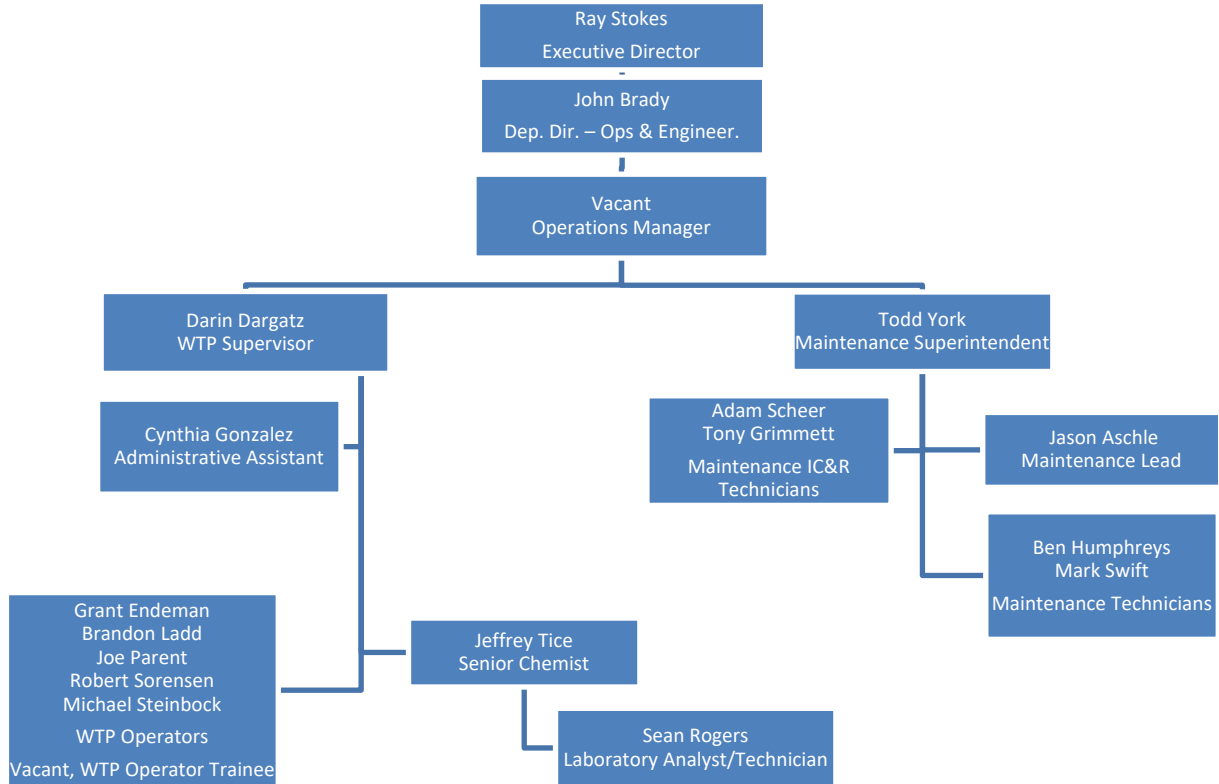 Ray Stokes
Executive Director
John Brady
Dep. Dir. – Ops & Engineer.
Vacant
Operations Manager
Darin Dargatz
WTP Supervisor
Todd York
Maintenance Superintendent
Cynthia Gonzalez
Administrative Assistant
Adam Scheer
Tony Grimmett
Maintenance IC&R
Technicians
Jason Aschle
Maintenance Lead
Ben Humphreys
Mark Swift
Maintenance Technicians
Grant Endeman
Brandon Ladd
Joe Parent
Robert Sorensen
Michael Steinbock
WTP Operators
Vacant, WTP Operator Trainee
Jeffrey Tice
Senior Chemist
Sean Rogers
Laboratory Analyst/Technician